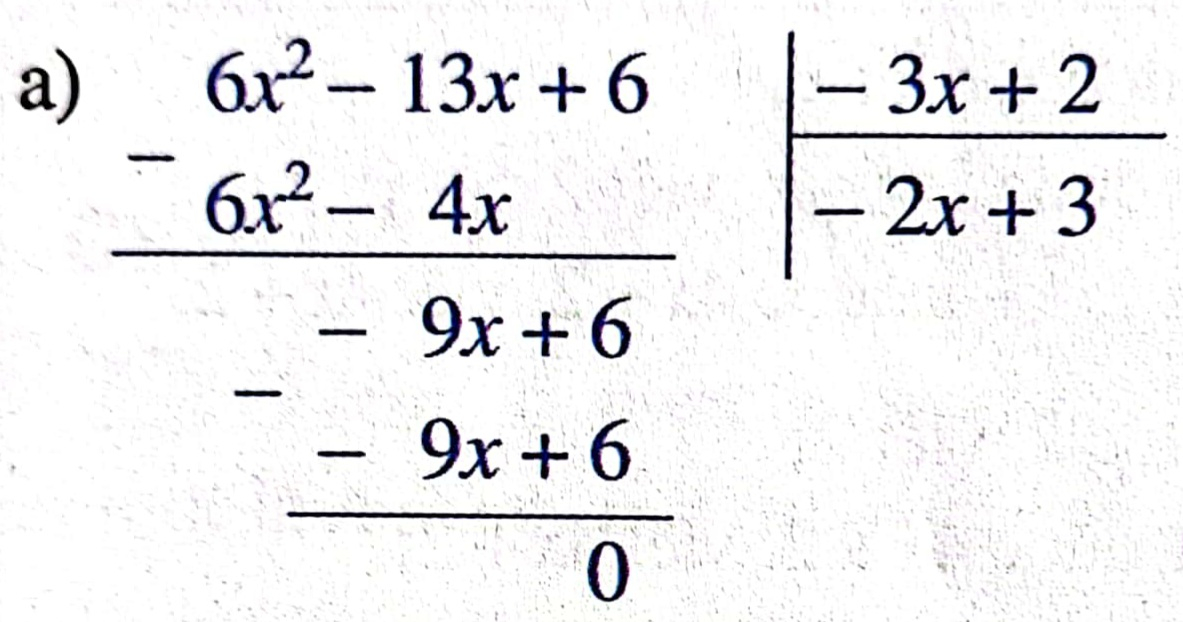 a) 6x² – 13x + 6 | – 3x + 2
– 6x² – 4x | – 2x + 3
– 9x + 6
–
– 9x + 6
0